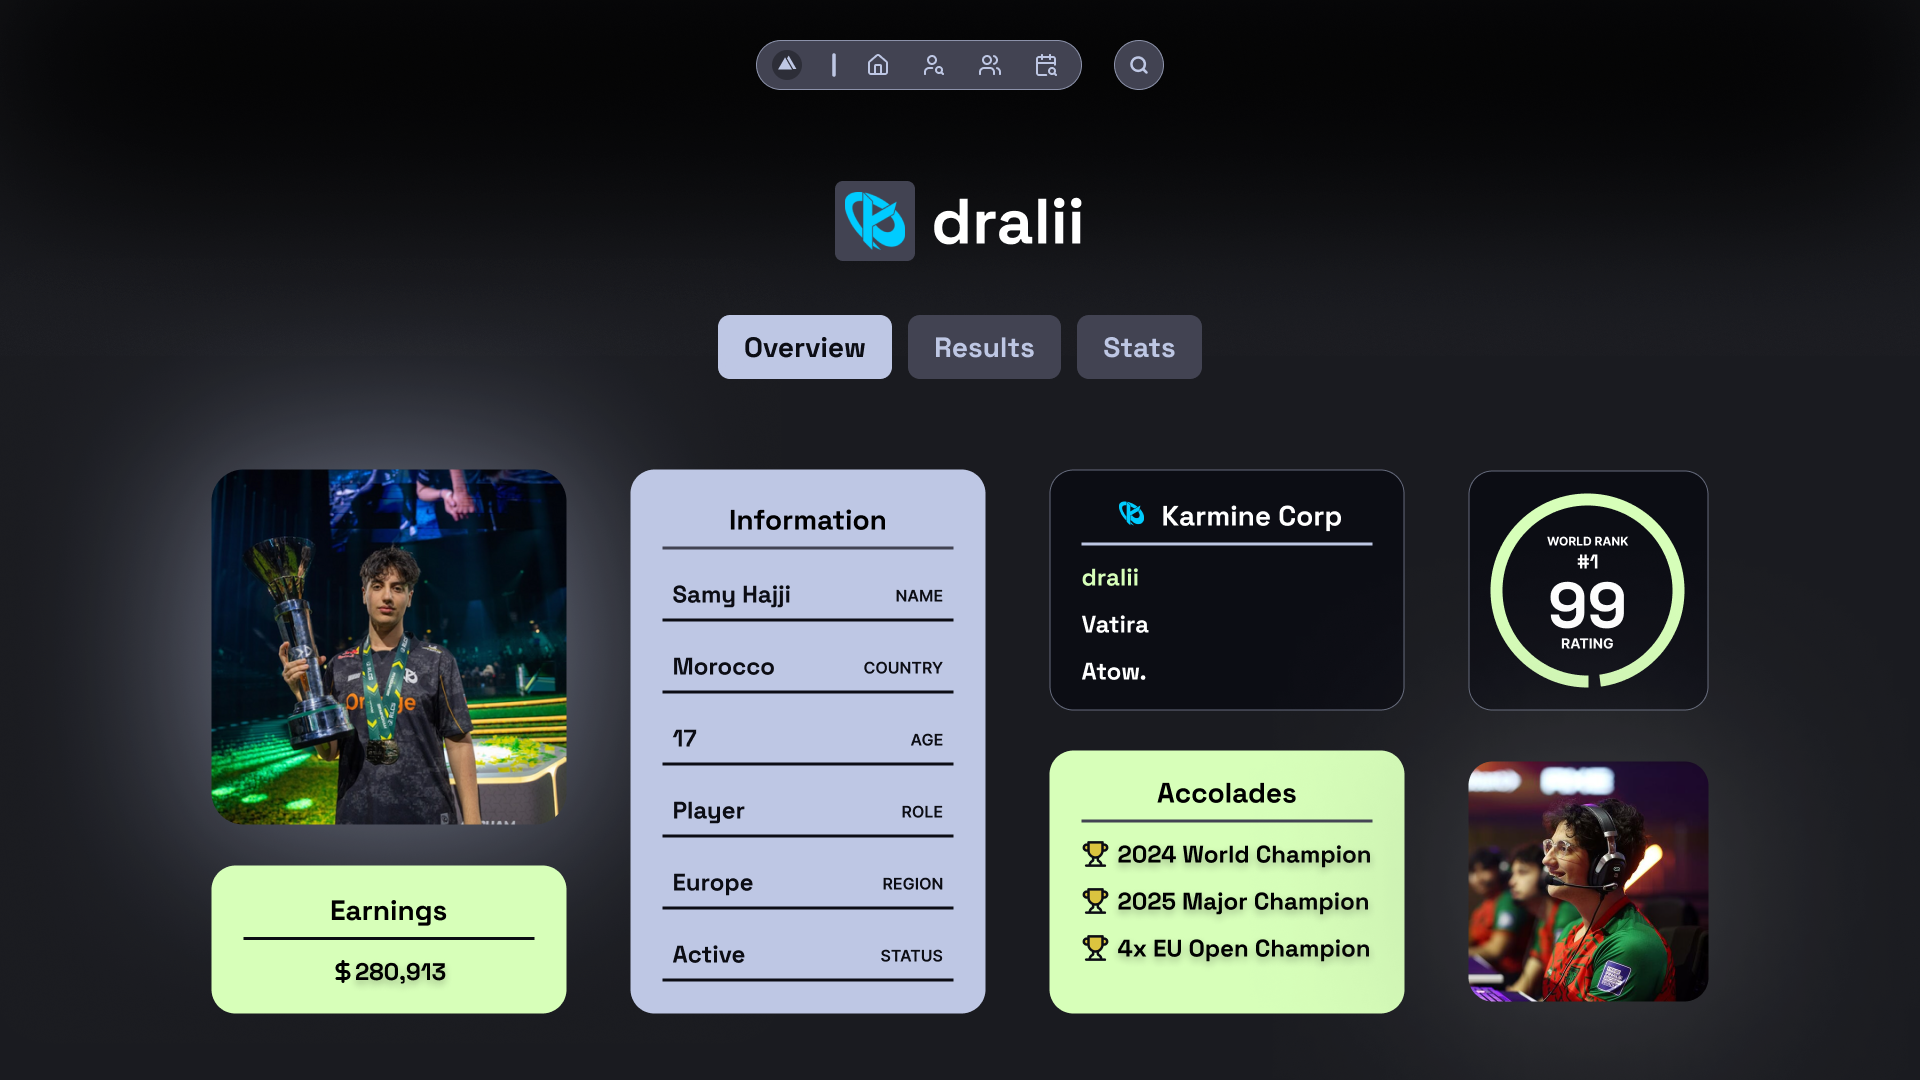 dralii
Overview
Results
Stats
Earnings
$ 280,913
Information
Samy Hajji NAME
Morocco COUNTRY
17 AGE
Player ROLE
Europe REGION
Active STATUS
Karmine Corp
dralii
Vatira
Atow.
Accolades
2024 World Champion
2025 Major Champion
4x EU Open Champion
WORLD RANK
#1
99
RATING